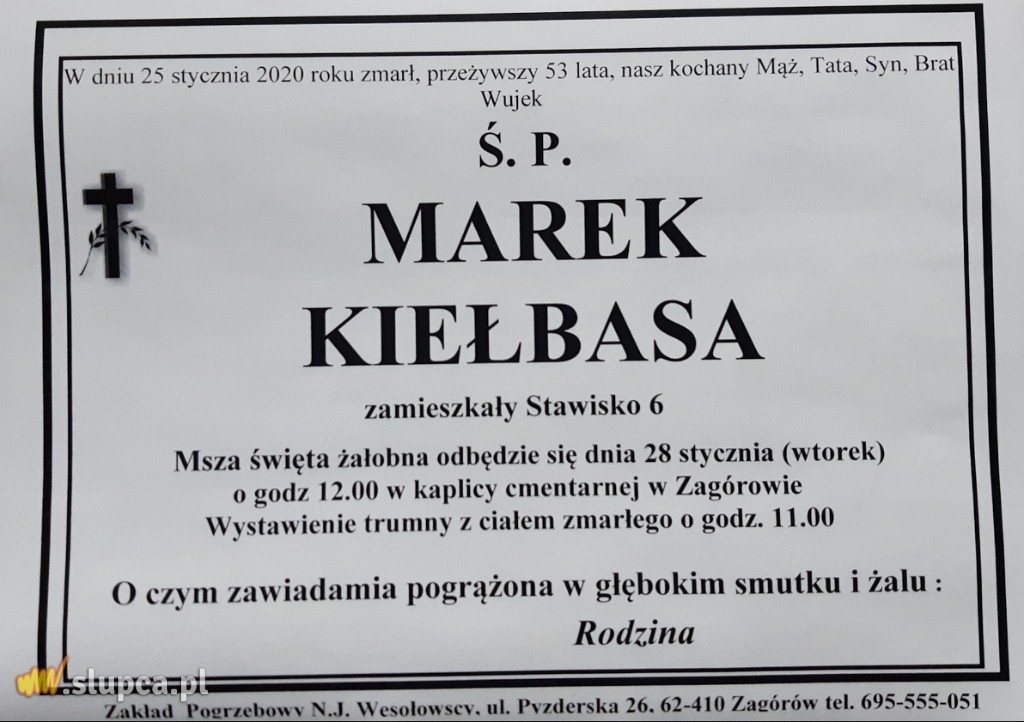 W dniu 25 stycznia 2020 roku zmarł, przeżywszy 53 lata, nasz kochany Mąż, Tata, Syn, Brat
Wujek
Ś. P.
MAREK
KIEŁBASA
zamieszkały Stawisko 6
Msza święta żałobna odbędzie się dnia 28 stycznia (wtorek)
o godz 12.00 w kaplicy cmentarnej w Zagórowie
Wystawienie trumny z ciałem zmarłego o godz. 11.00
O czym zawiadamia pogrążona w głębokim smutku i żalu :
Rodzina
.slupca.pl
Zakład Pogrzebowy N.J. Wesołowscy, ul. Pyzderska 26, 62-410 Zagórów tel. 695-555-051